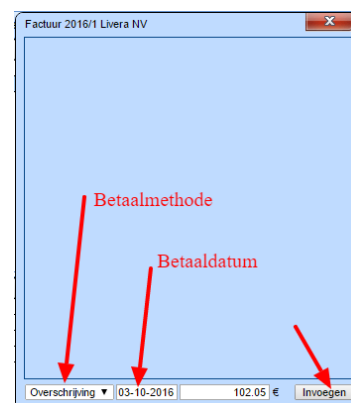 Factuur 2016/1 Livera NV
x
Betaalmethode
Betaaldatum
Overschrijving ▼ 03-10-2016 102.05 € Invoegen